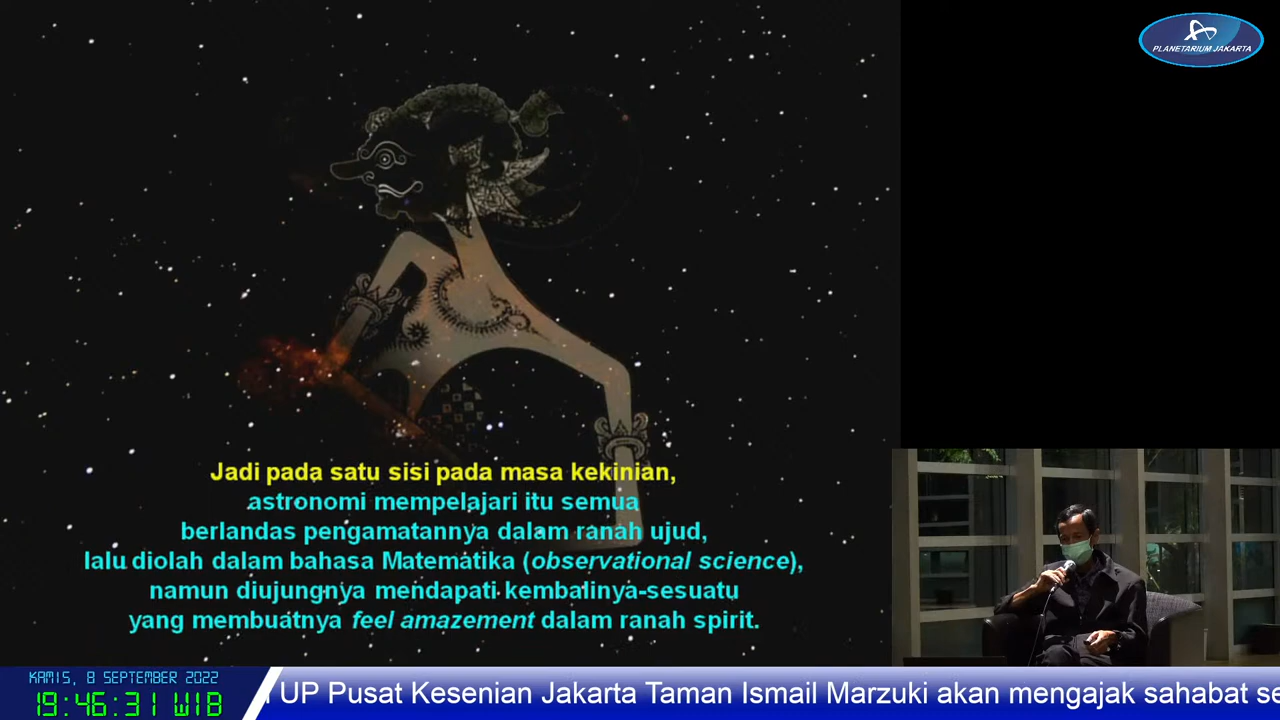 PLANETARIUM JAKARTA
Jadi pada satu sisi pada masa kekinian,
astronomi mempelajari itu semua
berlandas pengamatannya dalam ranah ujud,
lalu diolah dalam bahasa Matematika (observational science),
namun diujungnya mendapati kembalinya-sesuatu
yang membuatnya feel amazement dalam ranah spirit.
KAMIS, 8 SEPTEMBER 2022
19:46:31 WIB
UP Pusat Kesenian Jakarta Taman Ismail Marzuki akan mengajak sahabat se